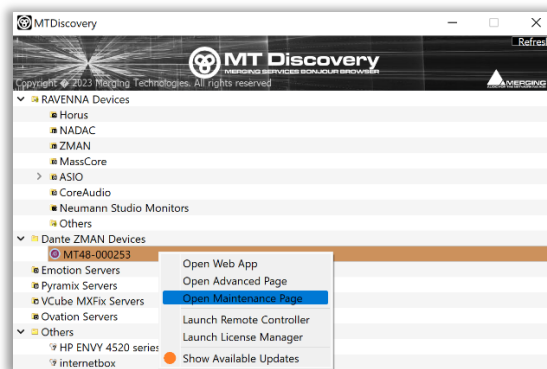 MTDiscovery
Refres
MT Discovery
MERGING SERVICES BONJOUR BROWSER
Copyright � 2023 Merging Technologies. All rights reserved
MERGING
RAVENNA Devices
Horus
NADAC
ZMAN
MassCore
ASIO
CoreAudio
Neumann Studio Monitors
Others
Dante ZMAN Devices
MT48-000253
Open Web App
Emotion Servers
Open Advanced Page
Pyramix Servers
Open Maintenance Page
VCube MXFix Servers
Launch Remote Controller
Ovation Servers
Launch License Manager
Others
HP ENVY 4520 series
Show Available Updates
internetbox